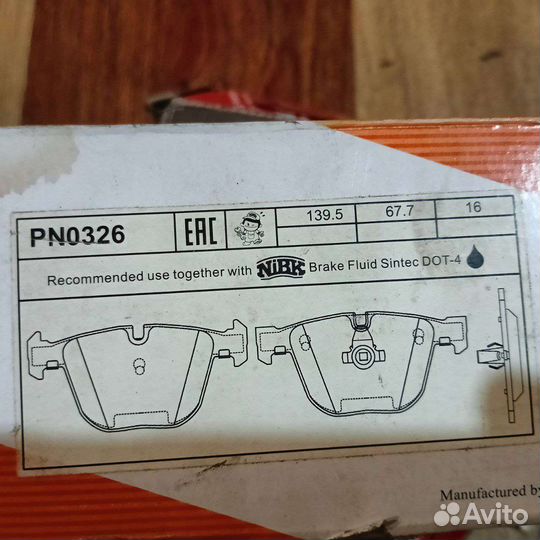 PN0326
EAC
139.5 67.7 16
Recommended use together with NiBK Brake Fluid Sintec DOT-4
Manufactured by
Avito